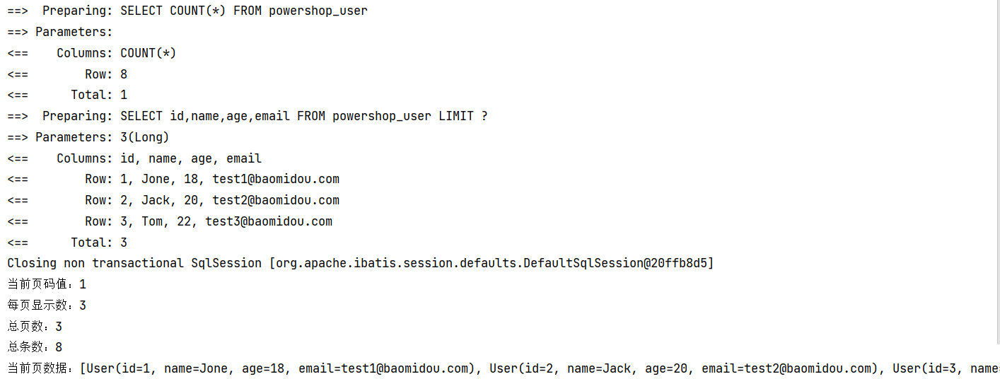 ==>  Preparing: SELECT COUNT(*) FROM powershop_user
==> Parameters:
<==    Columns: COUNT(*)
<==        Row: 8
<==      Total: 1
==>  Preparing: SELECT id,name,age,email FROM powershop_user LIMIT ?
==> Parameters: 3(Long)
<==    Columns: id, name, age, email
<==        Row: 1, Jone, 18, test1@baomidou.com
<==        Row: 2, Jack, 20, test2@baomidou.com
<==        Row: 3, Tom, 22, test3@baomidou.com
<==      Total: 3
Closing non transactional SqlSession [org.apache.ibatis.session.defaults.DefaultSqlSession@20ffb8d5]
当前页码值：1
每页显示数：3
总页数：3
总条数：8
当前页数据：[User(id=1, name=Jone, age=18, email=test1@baomidou.com), User(id=2, name=Jack, age=20, email=test2@baomidou.com), User(id=3, name=